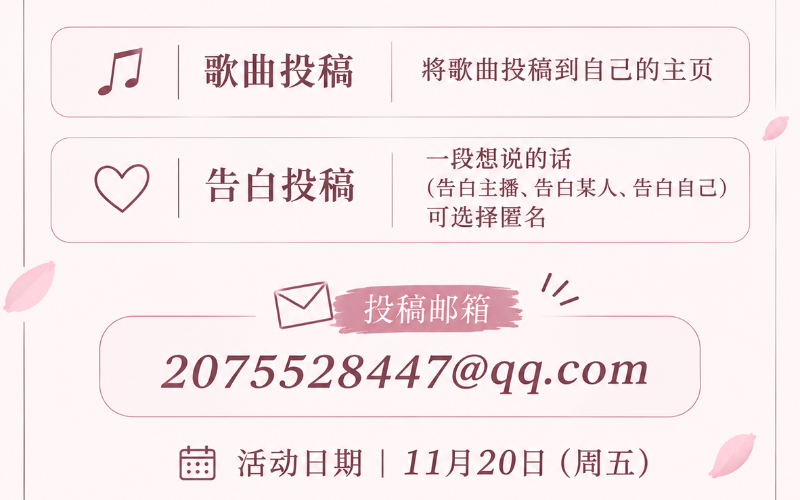 歌曲投稿
将歌曲投稿到自己的主页
告白投稿
一段想说的话
（告白主播、告白某人、告白自己）
可选择匿名
投稿邮箱
2075528447@qq.com
活动日期 | 11月20日（周五）